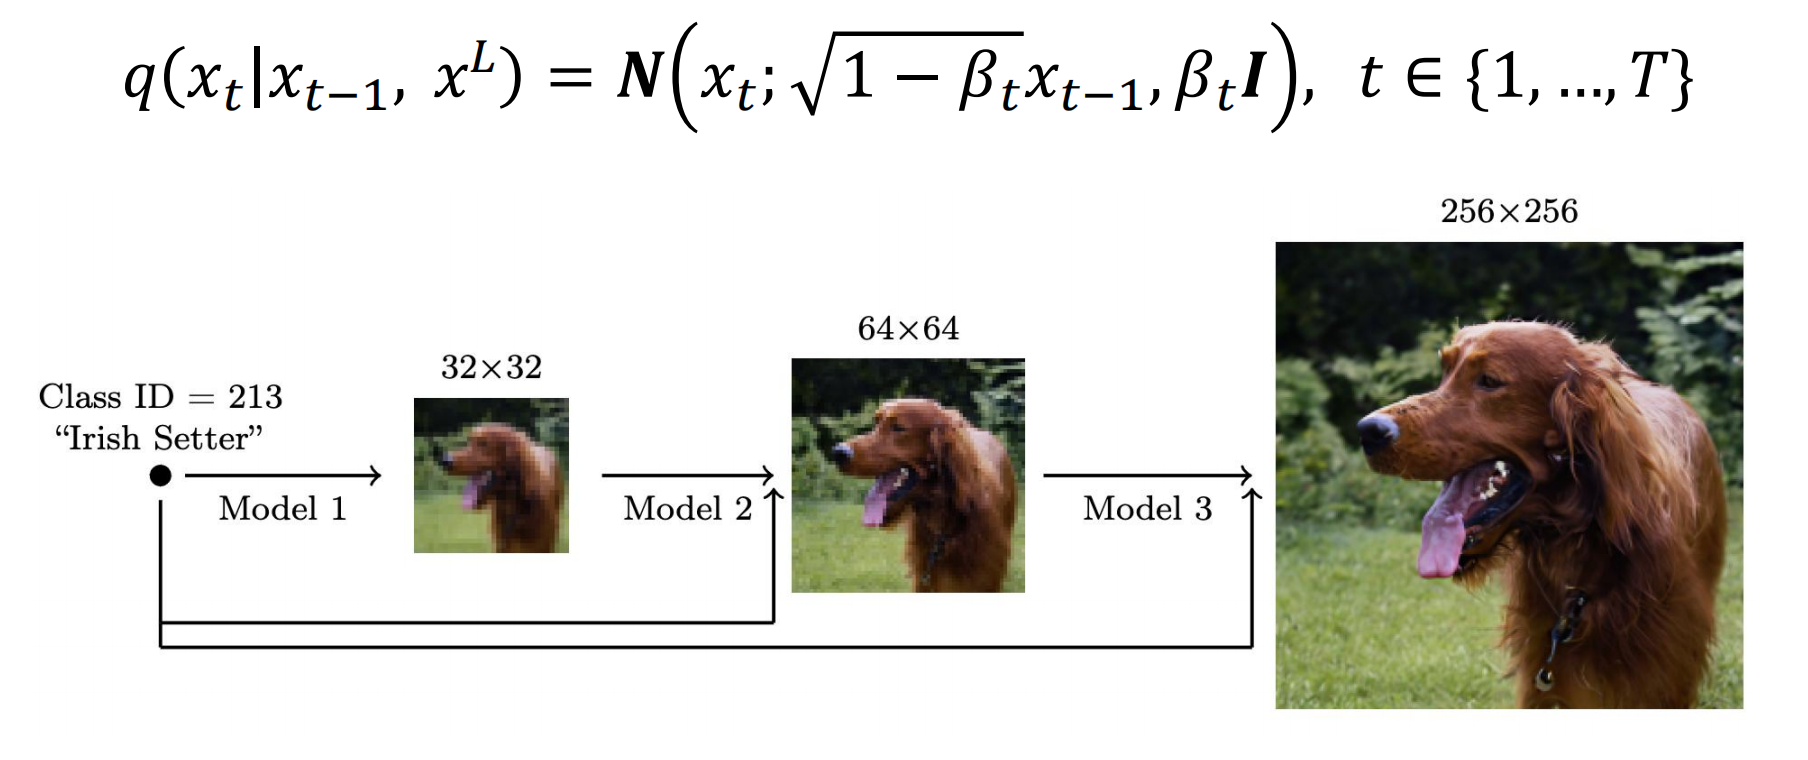 q(x_t|x_{t−1}, x^L) = N(x_t; √(1 − β_t)x_{t−1}, β_t I), t ∈ {1, …, T}
256×256
64×64
32×32
Class ID = 213
“Irish Setter”
Model 1
Model 2
Model 3